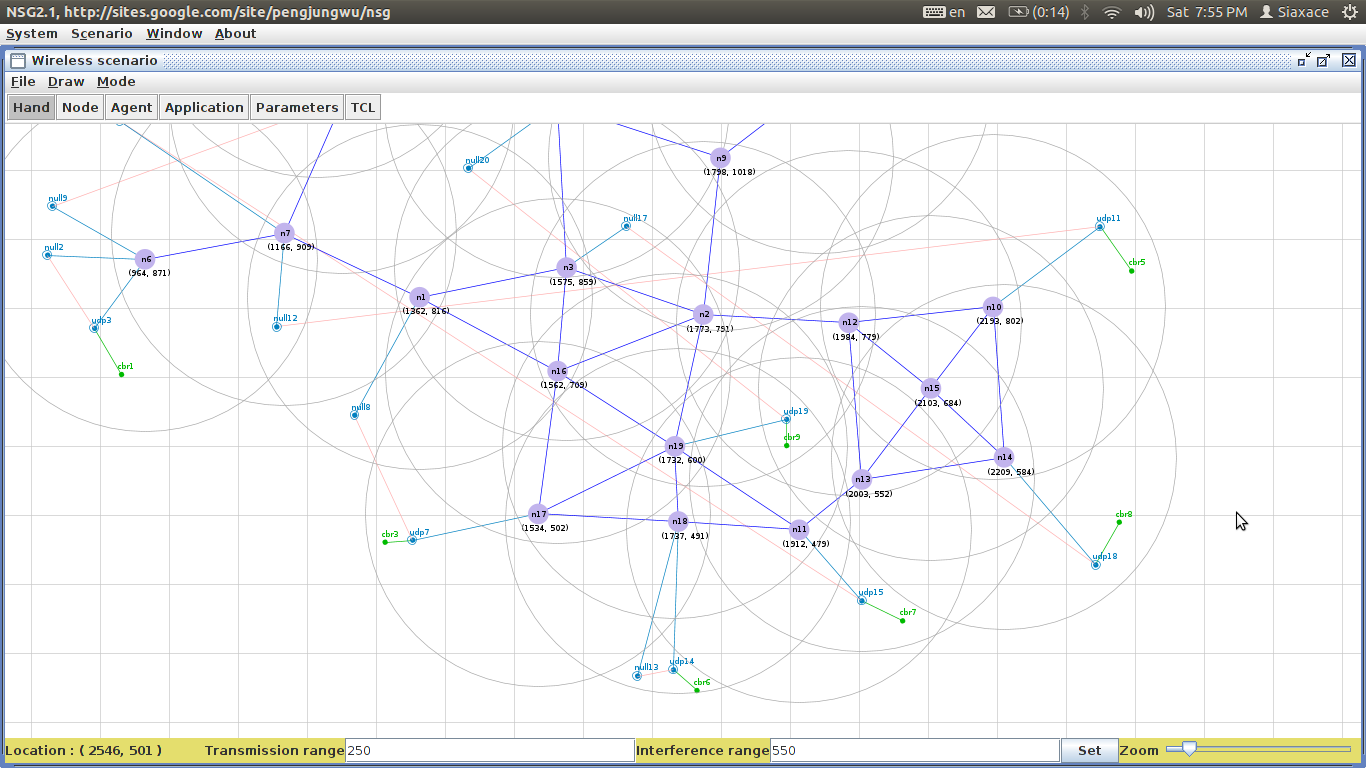 NSG2.1, http://sites.google.com/site/pengjungwu/nsg en (0:14) Sat 7:55 PM Siaxace
System Scenario Window About
Wireless scenario
File Draw Mode
Hand Node Agent Application Parameters TCL
n9
(1798, 1018)
null20
null9
null17
udp11
n7
(1166, 909)
null2
n6
(964, 871)
n3
(1575, 859)
cbr5
n1
(1362, 816)
n10
(2193, 802)
n2
(1773, 791)
null12
udp3
n12
(1984, 779)
cbr1
n16
(1562, 709)
n15
(2103, 684)
null8
udp19
cbr9
n19
(1732, 600)
n14
(2209, 584)
n13
(2003, 552)
n17
(1534, 502)
cbr8
n18
(1737, 491)
n11
(1912, 479)
cbr3
udp7
udp18
udp15
cbr7
null13
udp14
cbr6
Location : ( 2546, 501 ) Transmission range 250 Interference range 550 Set Zoom